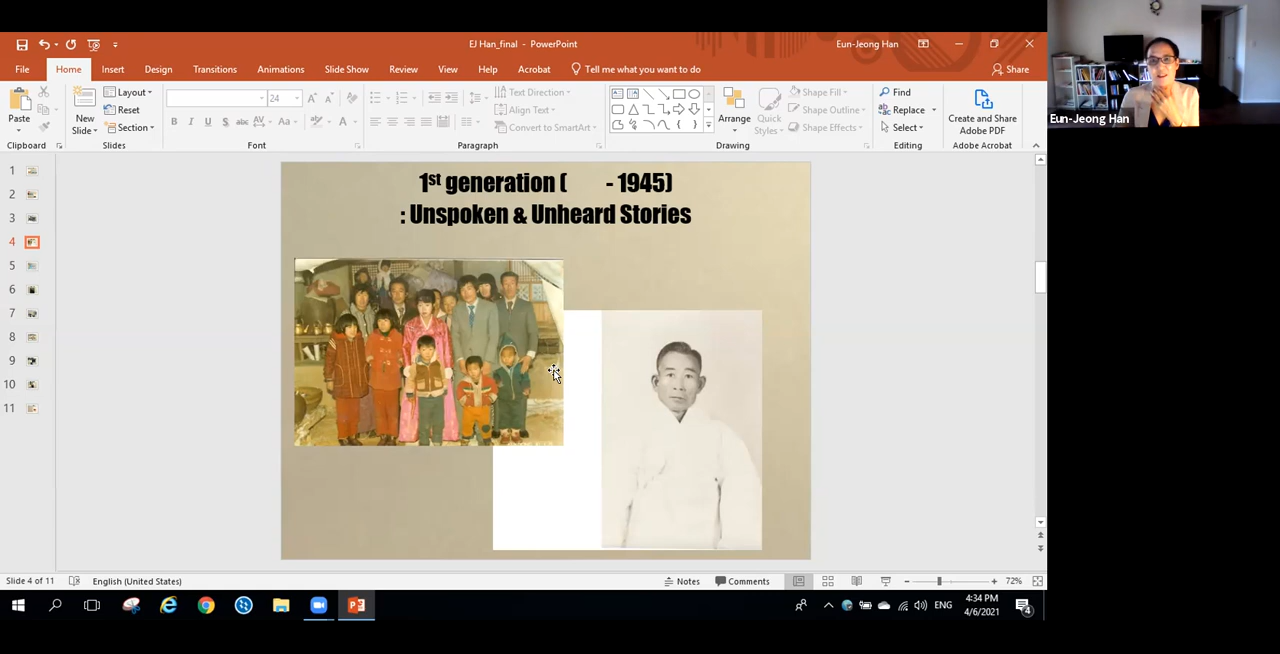 EJ Han_final - PowerPoint
Eun-Jeong Han
File Home Insert Design Transitions Animations Slide Show Review View Help Acrobat Tell me what you want to do
Share
Paste
New
Slide
Layout
Reset
Section
24
B I U S abc AV Aa A
Text Direction
Align Text
Convert to SmartArt
Arrange
Quick
Styles
Shape Fill
Shape Outline
Shape Effects
Find
Replace
Select
Create and Share
Adobe PDF
Clipboard Slides Font Paragraph Drawing Editing Adobe Acrobat
1
2
3
4
5
6
7
8
9
10
11
1st generation ( - 1945)
: Unspoken & Unheard Stories
Eun-Jeong Han
Slide 4 of 11 English (United States) Notes Comments 72%
ENG
4:34 PM
4/6/2021
4